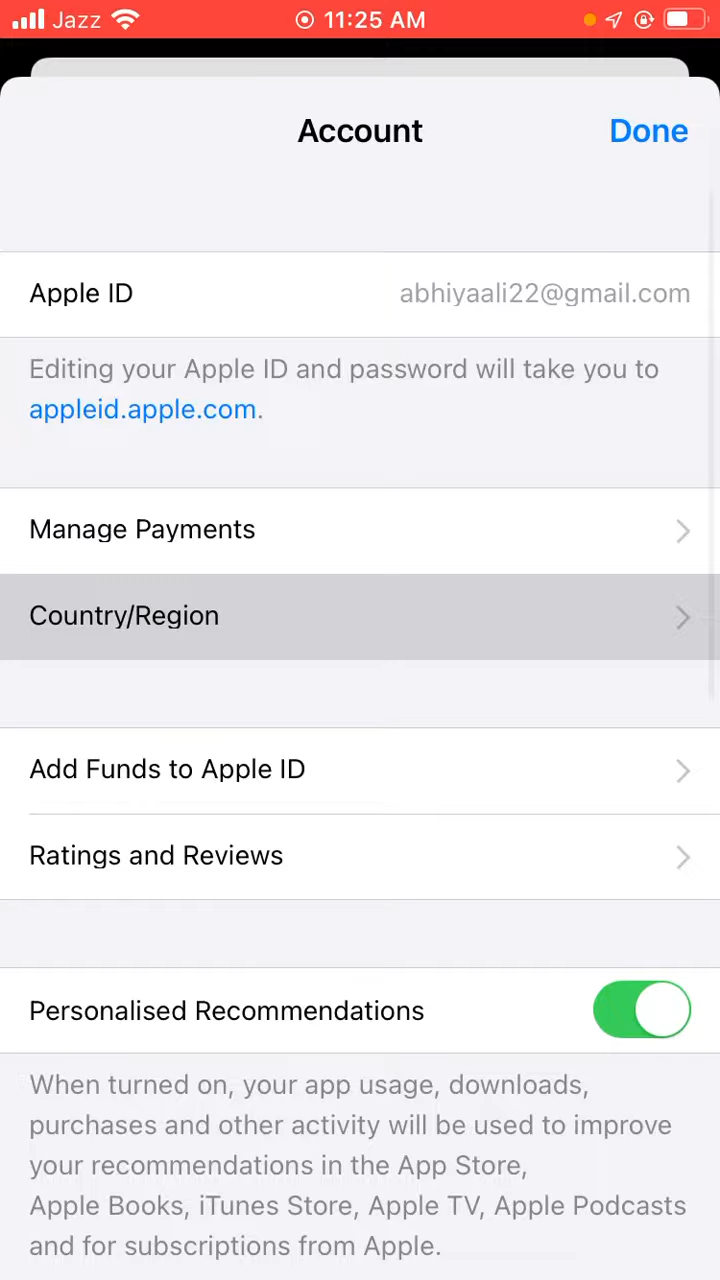 Jazz 11:25 AM
Account Done
Apple ID abhiyaali22@gmail.com
Editing your Apple ID and password will take you to
appleid.apple.com.
Manage Payments
Country/Region
Add Funds to Apple ID
Ratings and Reviews
Personalised Recommendations
When turned on, your app usage, downloads,
purchases and other activity will be used to improve
your recommendations in the App Store,
Apple Books, iTunes Store, Apple TV, Apple Podcasts
and for subscriptions from Apple.